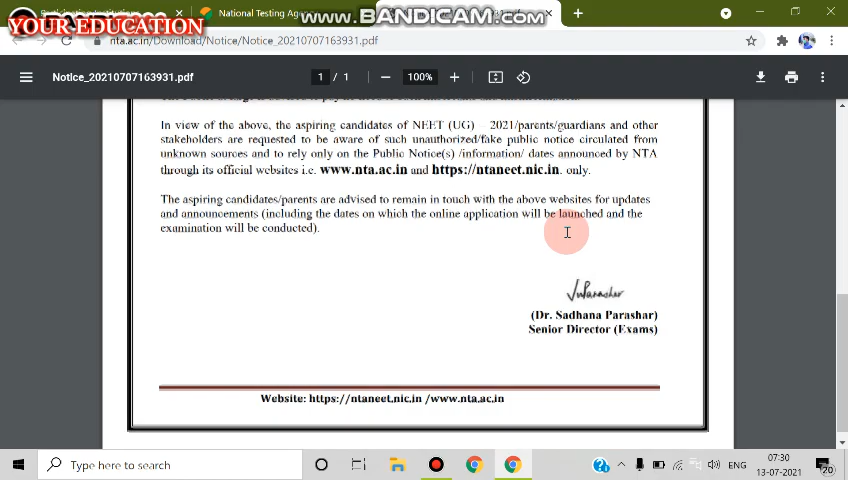 YOUR EDUCATION
National Testing Ag
WWW.BANDICAM.COM
nta.ac.in/Download/Notice/Notice_20210707163931.pdf
Notice_20210707163931.pdf
1 / 1
100%
In view of the above, the aspiring candidates of NEET (UG) – 2021/parents/guardians and other
stakeholders are requested to be aware of such unauthorized/fake public notice circulated from
unknown sources and to rely only on the Public Notice(s) /information/ dates announced by NTA
through its official websites i.e. www.nta.ac.in and https://ntaneet.nic.in. only.
The aspiring candidates/parents are advised to remain in touch with the above websites for updates
and announcements (including the dates on which the online application will be launched and the
examination will be conducted).
(Dr. Sadhana Parashar)
Senior Director (Exams)
Website: https://ntaneet.nic.in /www.nta.ac.in
Type here to search
ENG
07:30
13-07-2021
20